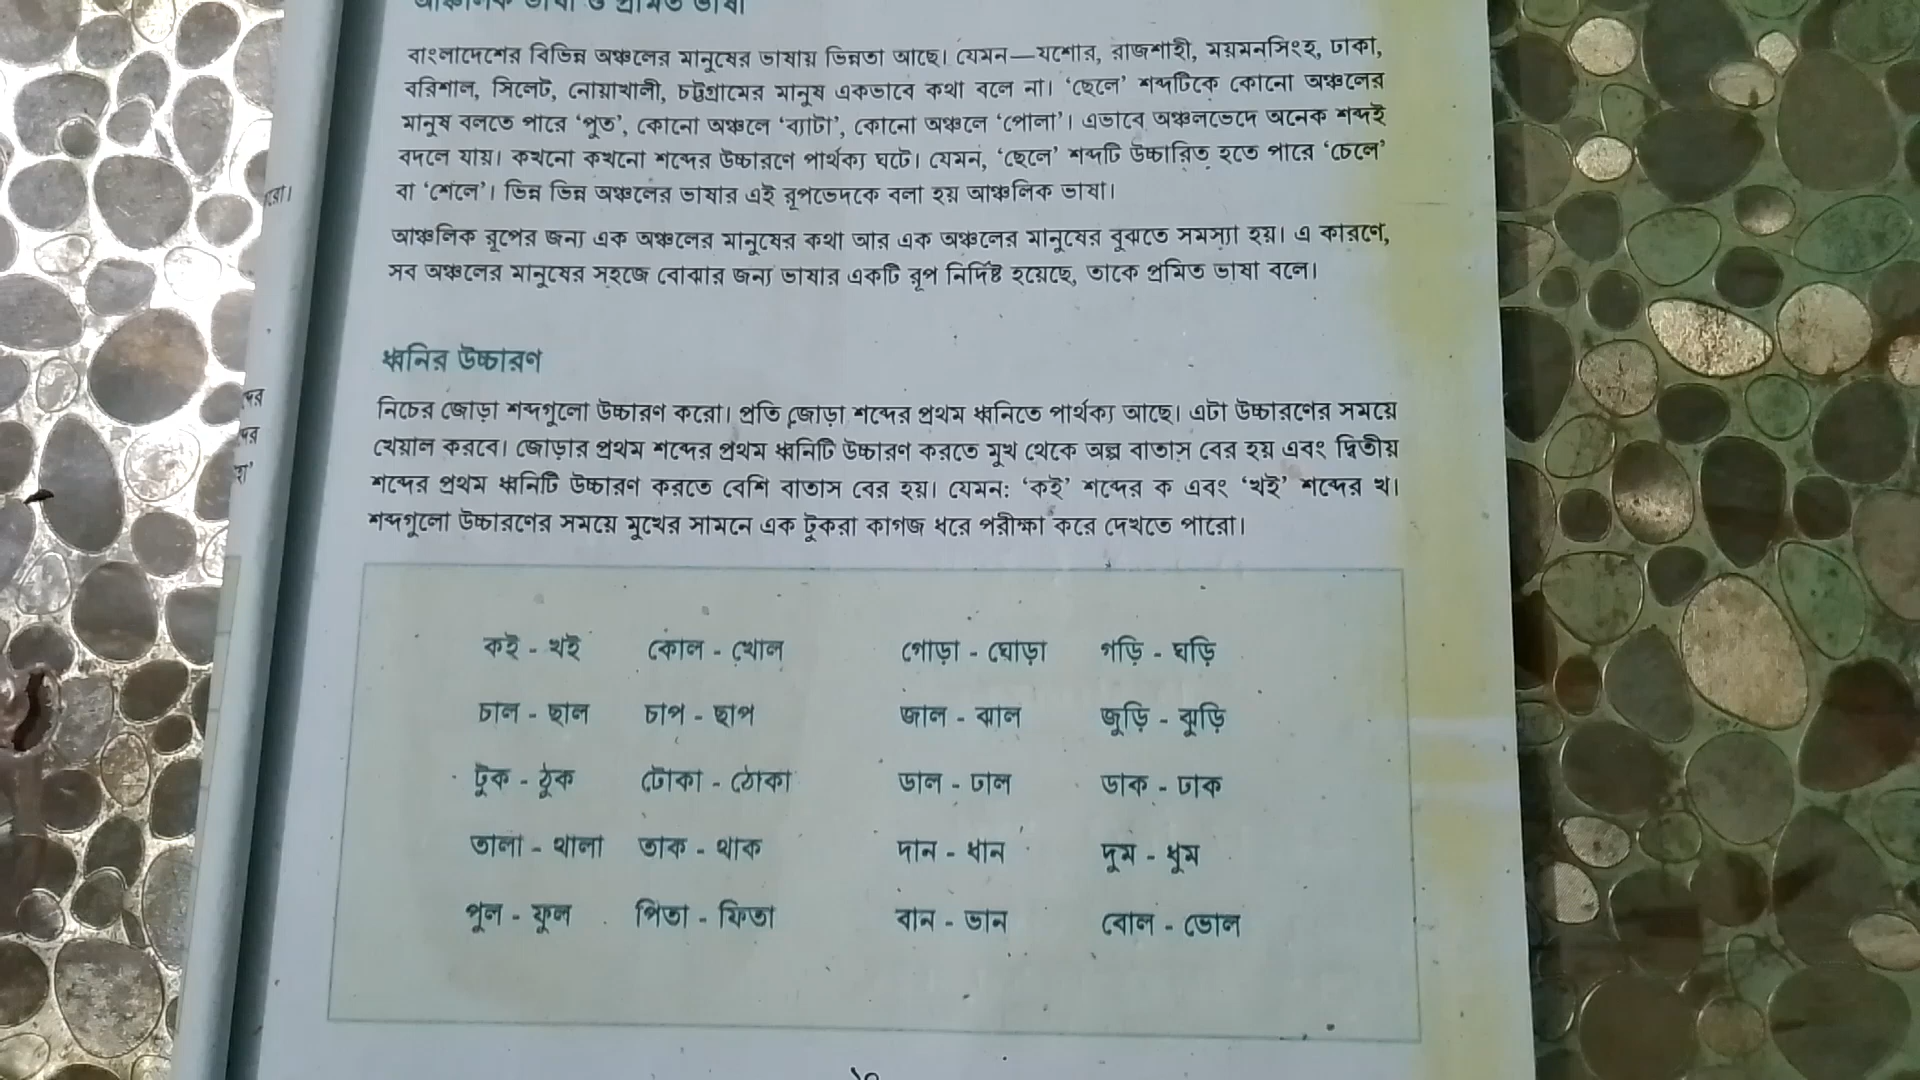 আঞ্চলিক ভাষা ও প্রমিত ভাষা
বাংলাদেশের বিভিন্ন অঞ্চলের মানুষের ভাষায় ভিন্নতা আছে। যেমন—যশোর, রাজশাহী, ময়মনসিংহ, ঢাকা,
বরিশাল, সিলেট, নোয়াখালী, চট্টগ্রামের মানুষ একভাবে কথা বলে না। ‘ছেলে’ শব্দটিকে কোনো অঞ্চলের
মানুষ বলতে পারে ‘পুত’, কোনো অঞ্চলে ‘ব্যাটা’, কোনো অঞ্চলে ‘পোলা’। এভাবে অঞ্চলভেদে অনেক শব্দই
বদলে যায়। কখনো কখনো শব্দের উচ্চারণে পার্থক্য ঘটে। যেমন, ‘ছেলে’ শব্দটি উচ্চারিত হতে পারে ‘চেলে’
বা ‘শেলে’। ভিন্ন ভিন্ন অঞ্চলের ভাষার এই রূপভেদকে বলা হয় আঞ্চলিক ভাষা।
আঞ্চলিক রূপের জন্য এক অঞ্চলের মানুষের কথা আর এক অঞ্চলের মানুষের বুঝতে সমস্যা হয়। এ কারণে,
সব অঞ্চলের মানুষের সহজে বোঝার জন্য ভাষার একটি রূপ নির্দিষ্ট হয়েছে, তাকে প্রমিত ভাষা বলে।
ধ্বনির উচ্চারণ
নিচের জোড়া শব্দগুলো উচ্চারণ করো। প্রতি জোড়া শব্দের প্রথম ধ্বনিতে পার্থক্য আছে। এটা উচ্চারণের সময়ে
খেয়াল করবে। জোড়ার প্রথম শব্দের প্রথম ধ্বনিটি উচ্চারণ করতে মুখ থেকে অল্প বাতাস বের হয় এবং দ্বিতীয়
শব্দের প্রথম ধ্বনিটি উচ্চারণ করতে বেশি বাতাস বের হয়। যেমন: ‘কই’ শব্দের ক এবং ‘খই’ শব্দের খ।
শব্দগুলো উচ্চারণের সময়ে মুখের সামনে এক টুকরা কাগজ ধরে পরীক্ষা করে দেখতে পারো।
কই - খই কোল - খোল গোড়া - ঘোড়া গড়ি - ঘড়ি
চাল - ছাল চাপ - ছাপ জাল - ঝাল জুড়ি - ঝুড়ি
টুক - ঠুক টোকা - ঠোকা ডাল - ঢাল ডাক - ঢাক
তালা - থালা তাক - থাক দান - ধান দুম - ধুম
পুল - ফুল পিতা - ফিতা বান - ভান বোল - ভোল